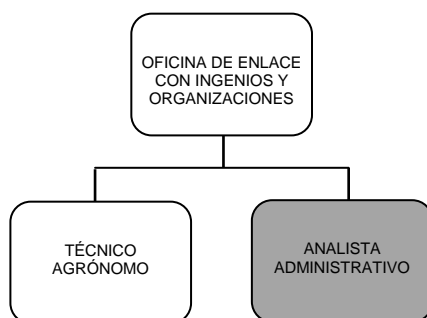 OFICINA DE ENLACE
CON INGENIOS Y
ORGANIZACIONES
TÉCNICO
AGRÓNOMO
ANALISTA
ADMINISTRATIVO